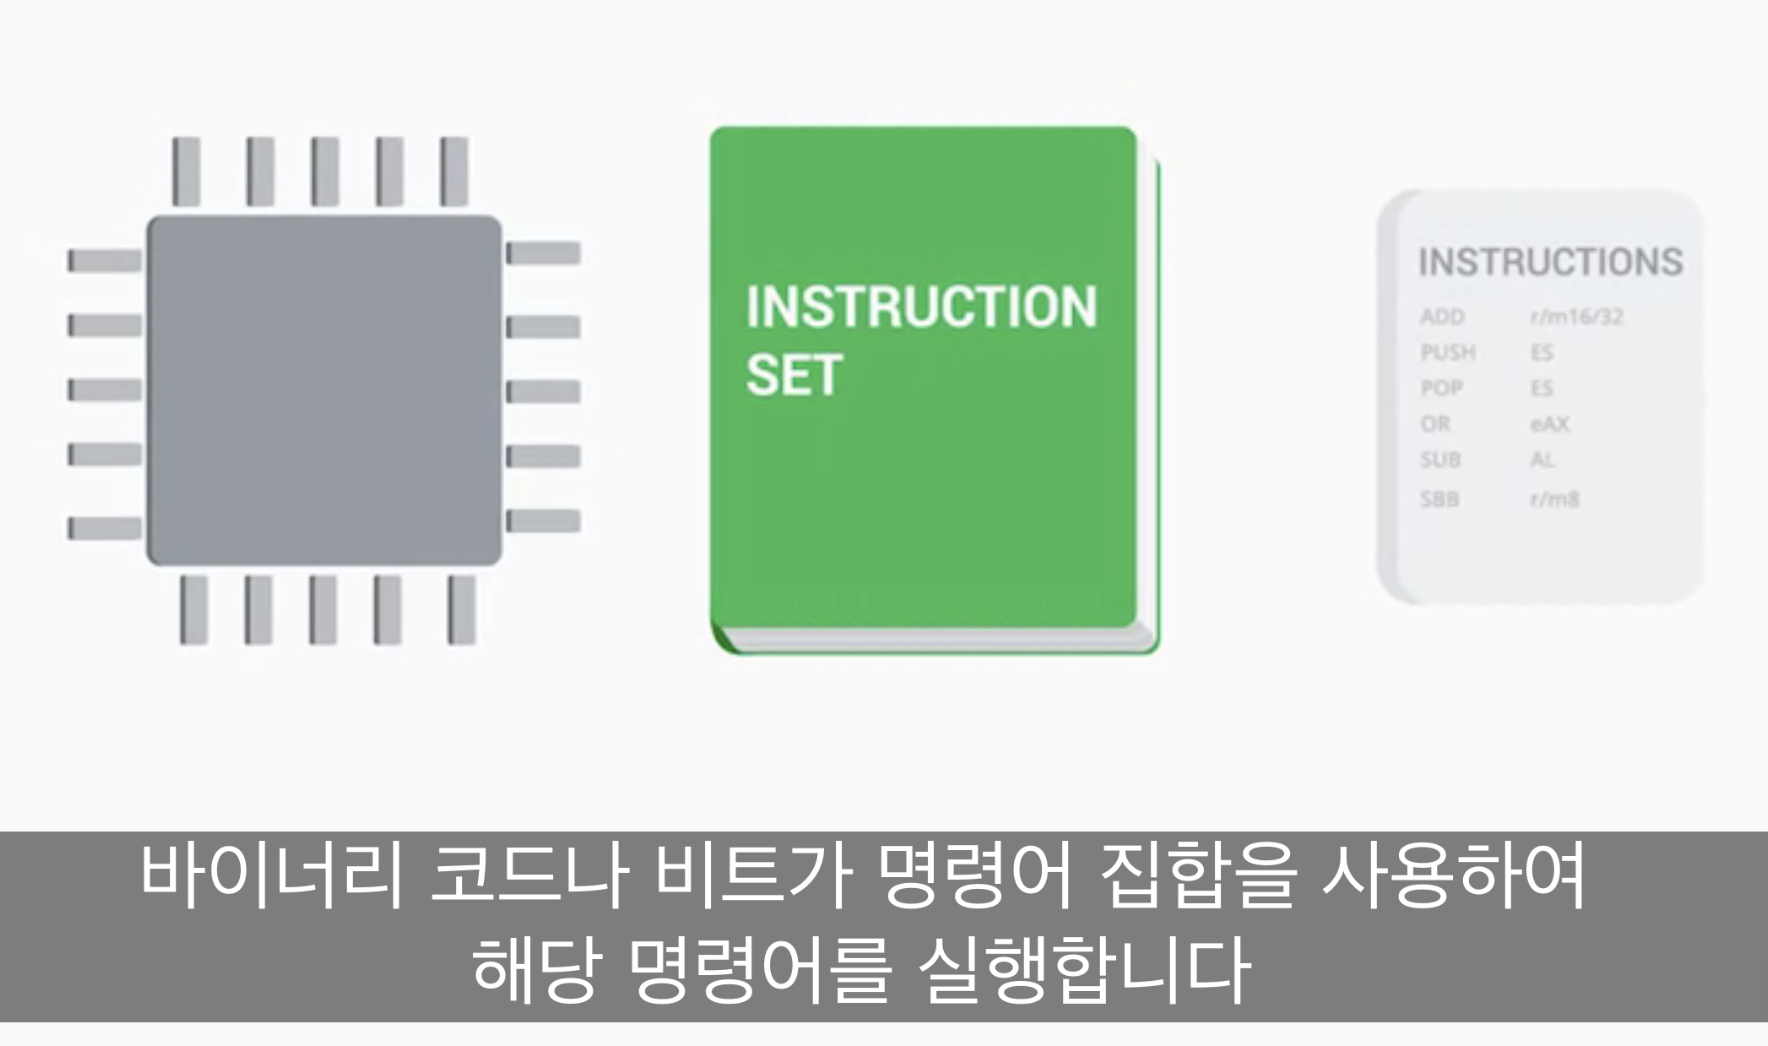 INSTRUCTION
SET
INSTRUCTIONS
ADD r/m16/32
PUSH ES
POP ES
OR eAX
SUB AL
SBB r/m8
바이너리 코드나 비트가 명령어 집합을 사용하여
해당 명령어를 실행합니다